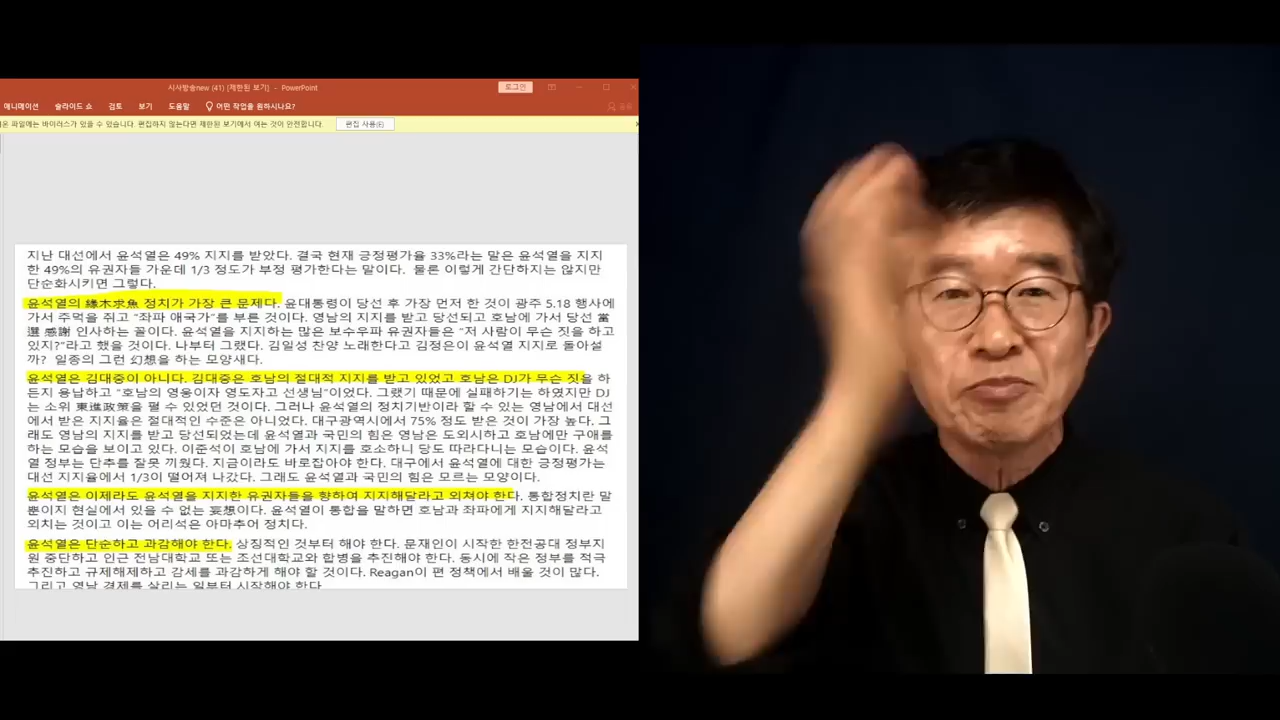 시사방송new (41) [제한된 보기] - PowerPoint
로그인
애니메이션 슬라이드 쇼 검토 보기 도움말 어떤 작업을 원하시나요?
공유
은 파일에는 바이러스가 있을 수 있습니다. 편집하지 않는다면 제한된 보기에서 여는 것이 안전합니다. 편집 사용(E)
지난 대선에서 윤석열은 49% 지지를 받았다. 결국 현재 긍정평가율 33%라는 말은 윤석열을 지지
한 49%의 유권자들 가운데 1/3 정도가 부정 평가한다는 말이다. 물론 이렇게 간단하지는 않지만
단순화시키면 그렇다.
윤석열의 緣木求魚 정치가 가장 큰 문제다. 윤대통령이 당선 후 가장 먼저 한 것이 광주 5.18 행사에
가서 주먹을 쥐고 “좌파 애국가”를 부른 것이다. 영남의 지지를 받고 당선되고 호남에 가서 당선 當
選 感謝 인사하는 꼴이다. 윤석열을 지지하는 많은 보수우파 유권자들은 “저 사람이 무슨 짓을 하고
있지?”라고 했을 것이다. 나부터 그랬다. 김일성 찬양 노래한다고 김정은이 윤석열 지지로 돌아설
까? 일종의 그런 幻想을 하는 모양새다.
윤석열은 김대중이 아니다. 김대중은 호남의 절대적 지지를 받고 있었고 호남은 DJ가 무슨 짓을 하
든지 용납하고 “호남의 영웅이자 영도자고 선생님”이었다. 그랬기 때문에 실패하기는 하였지만 DJ
는 소위 東進政策을 펼 수 있었던 것이다. 그러나 윤석열의 정치기반이라 할 수 있는 영남에서 대선
에서 받은 지지율은 절대적인 수준은 아니었다. 대구광역시에서 75% 정도 받은 것이 가장 높다. 그
래도 영남의 지지를 받고 당선되었는데 윤석열과 국민의 힘은 영남은 도외시하고 호남에만 구애를
하는 모습을 보이고 있다. 이준석이 호남에 가서 지지를 호소하니 당도 따라다니는 모습이다. 윤석
열 정부는 단추를 잘못 끼웠다. 지금이라도 바로잡아야 한다. 대구에서 윤석열에 대한 긍정평가는
대선 지지율에서 1/3이 떨어져 나갔다. 그래도 윤석열과 국민의 힘은 모르는 모양이다.
윤석열은 이제라도 윤석열을 지지한 유권자들을 향하여 지지해달라고 외쳐야 한다. 통합정치란 말
뿐이지 현실에서 있을 수 없는 妄想이다. 윤석열이 통합을 말하면 호남과 좌파에게 지지해달라고
외치는 것이고 이는 어리석은 아마추어 정치다.
윤석열은 단순하고 과감해야 한다. 상징적인 것부터 해야 한다. 문재인이 시작한 한전공대 정부지
원 중단하고 인근 전남대학교 또는 조선대학교와 합병을 추진해야 한다. 동시에 작은 정부를 적극
추진하고 규제해제하고 감세를 과감하게 해야 할 것이다. Reagan이 편 정책에서 배울 것이 많다.
그리고 영남 경제를 살리는 일부터 시작해야 한다